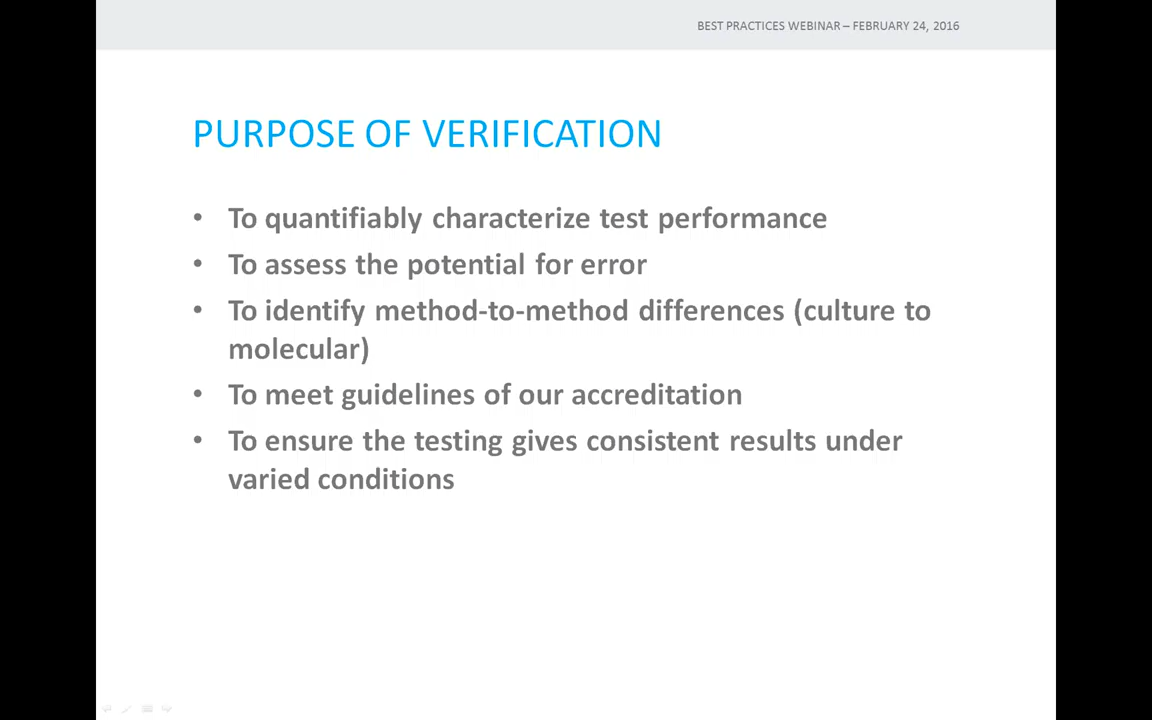 BEST PRACTICES WEBINAR – FEBRUARY 24, 2016
PURPOSE OF VERIFICATION
• To quantifiably characterize test performance
• To assess the potential for error
• To identify method-to-method differences (culture to
molecular)
• To meet guidelines of our accreditation
• To ensure the testing gives consistent results under
varied conditions